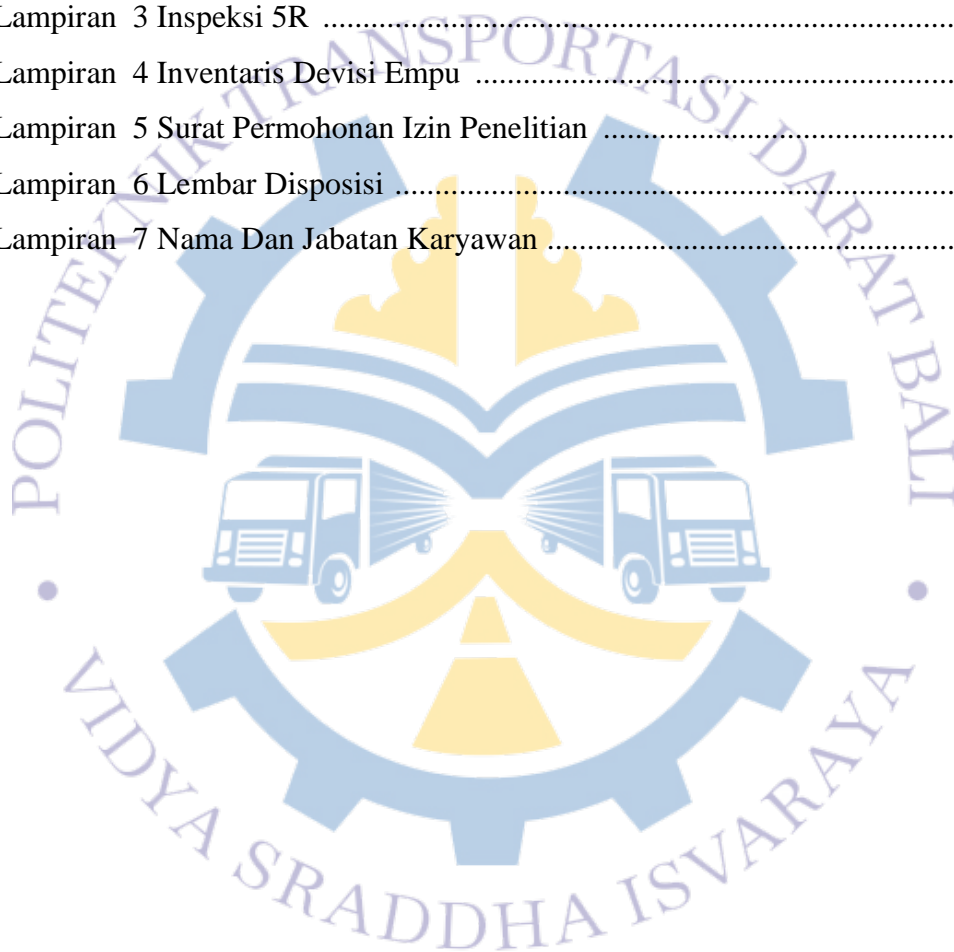 Lampiran 3 Inspeksi 5R ........................................................................
Lampiran 4 Inventaris Devisi Empu ........................................................
Lampiran 5 Surat Permohonan Izin Penelitian ........................................
Lampiran 6 Lembar Disposisi ................................................................
Lampiran 7 Nama Dan Jabatan Karyawan ..............................................
POLITEKNIK TRANSPORTASI DARAT BALI
• VIDYA SRADDHA ISVARAYA •